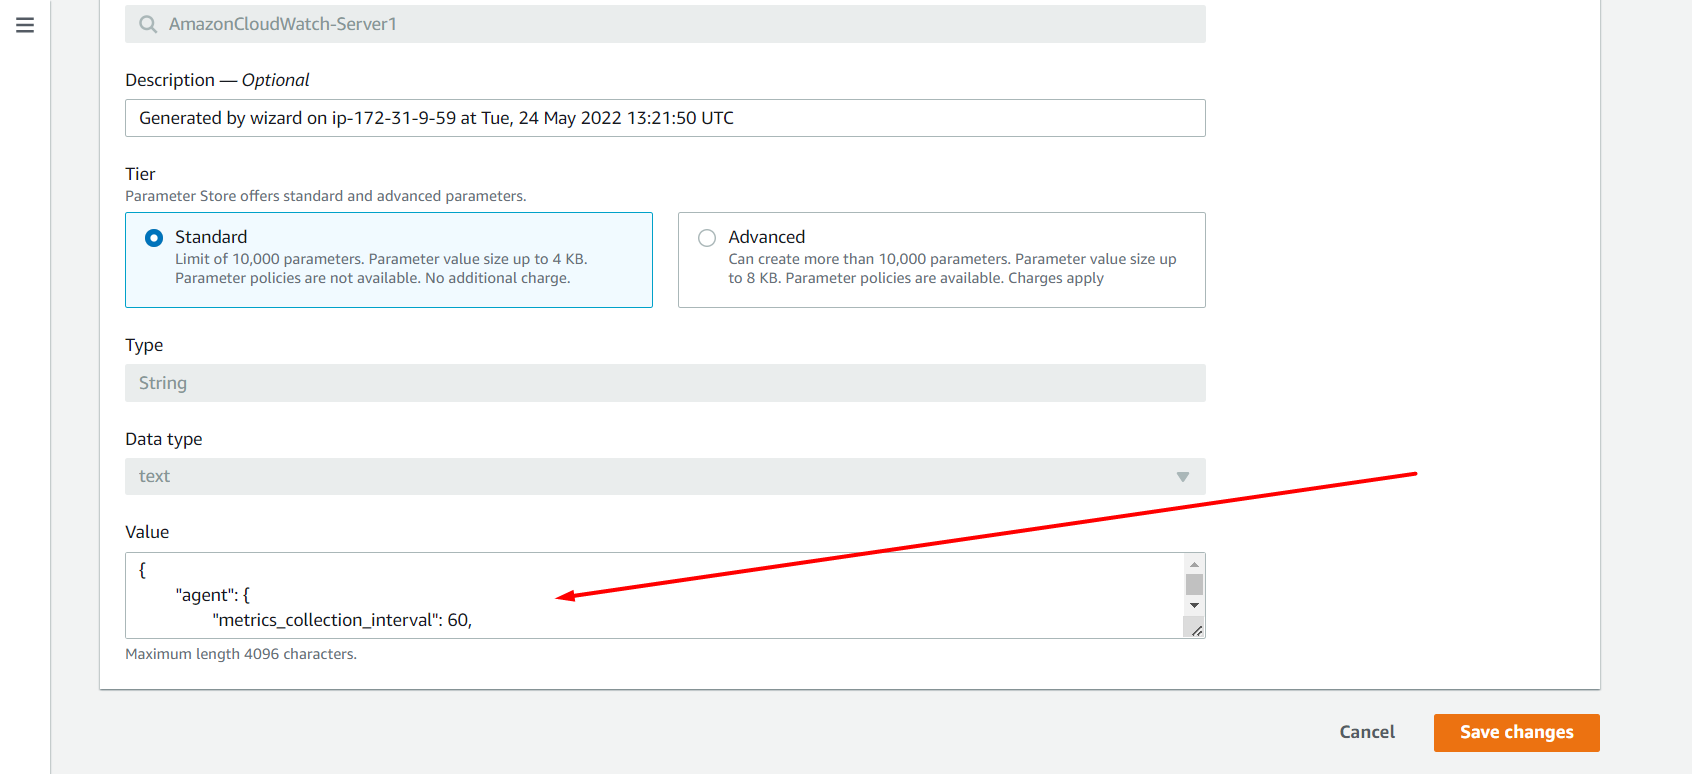 AmazonCloudWatch-Server1
Description — Optional
Generated by wizard on ip-172-31-9-59 at Tue, 24 May 2022 13:21:50 UTC
Tier
Parameter Store offers standard and advanced parameters.
Standard
Limit of 10,000 parameters. Parameter value size up to 4 KB.
Parameter policies are not available. No additional charge.
Advanced
Can create more than 10,000 parameters. Parameter value size up
to 8 KB. Parameter policies are available. Charges apply
Type
String
Data type
text
Value
{
"agent": {
"metrics_collection_interval": 60,
Maximum length 4096 characters.
Cancel
Save changes